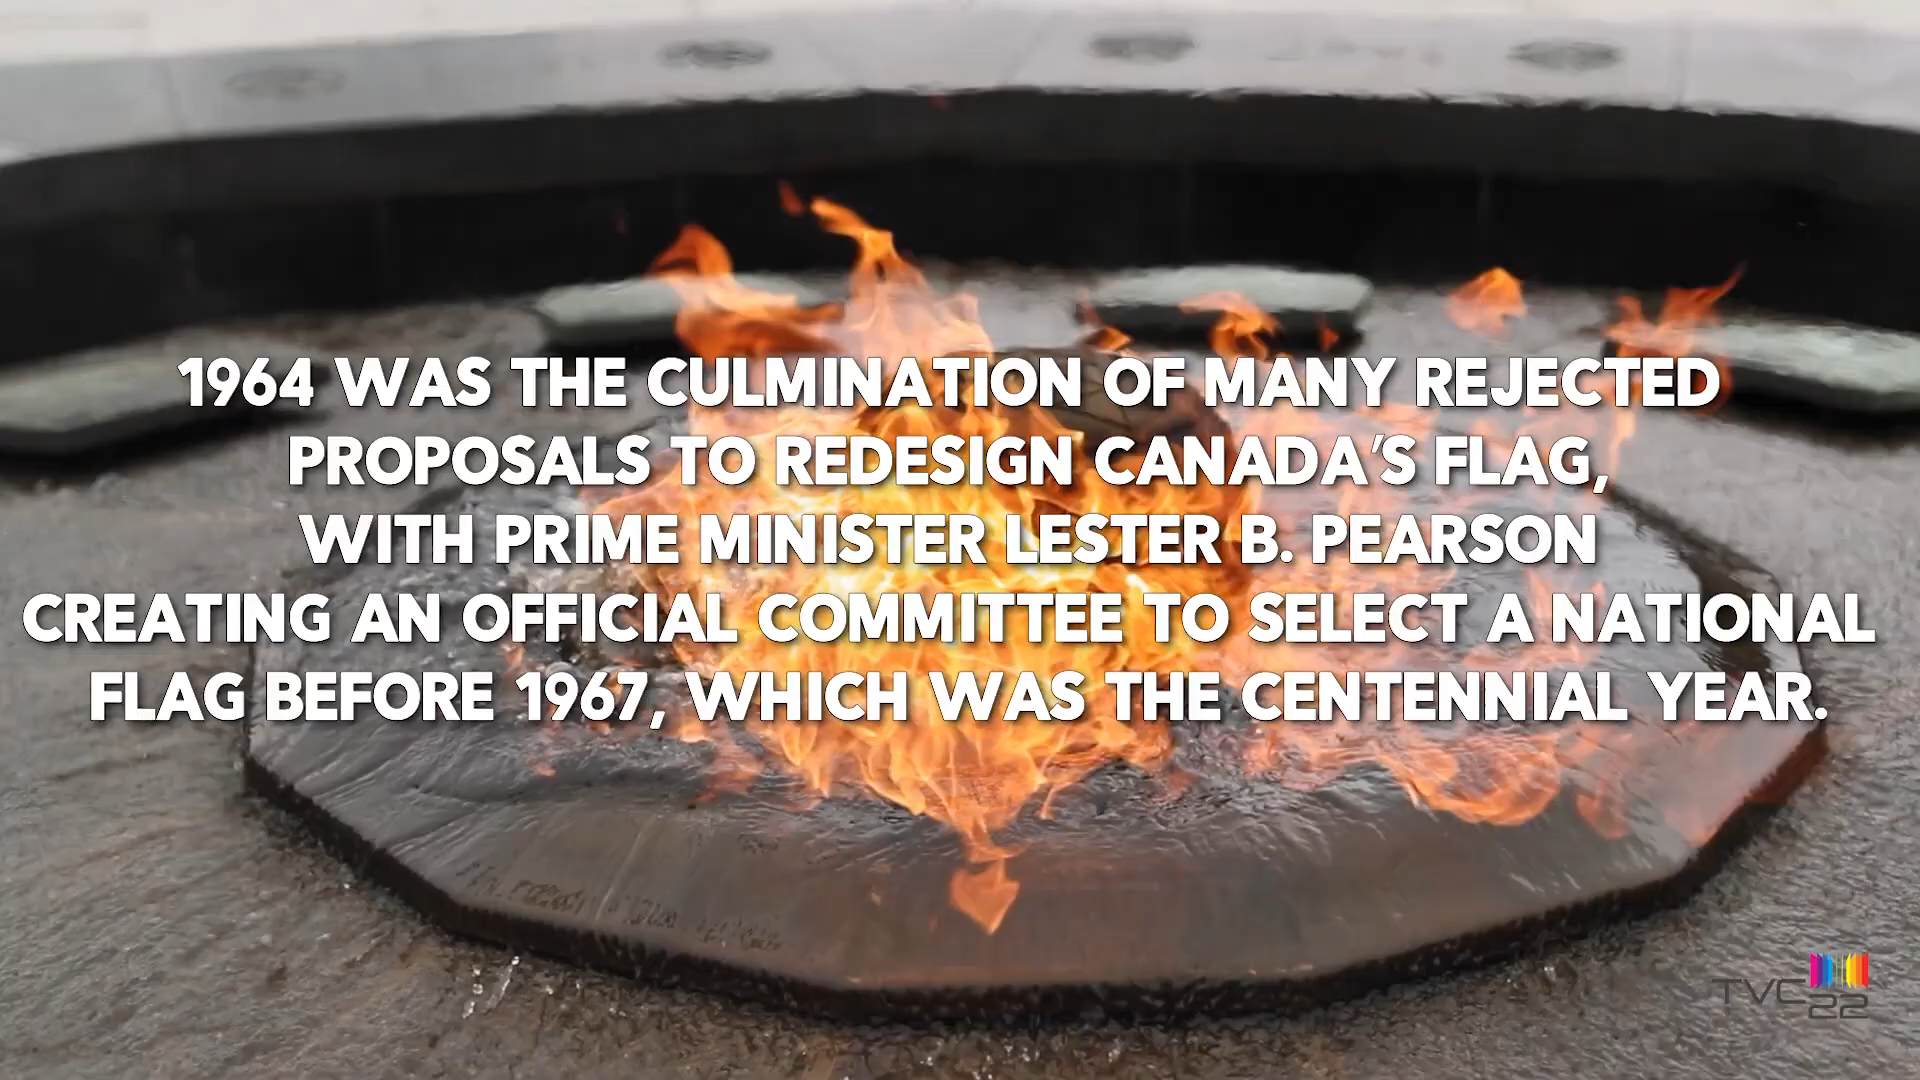 1964 WAS THE CULMINATION OF MANY REJECTED
PROPOSALS TO REDESIGN CANADA'S FLAG,
WITH PRIME MINISTER LESTER B. PEARSON
CREATING AN OFFICIAL COMMITTEE TO SELECT A NATIONAL
FLAG BEFORE 1967, WHICH WAS THE CENTENNIAL YEAR.
TVC22